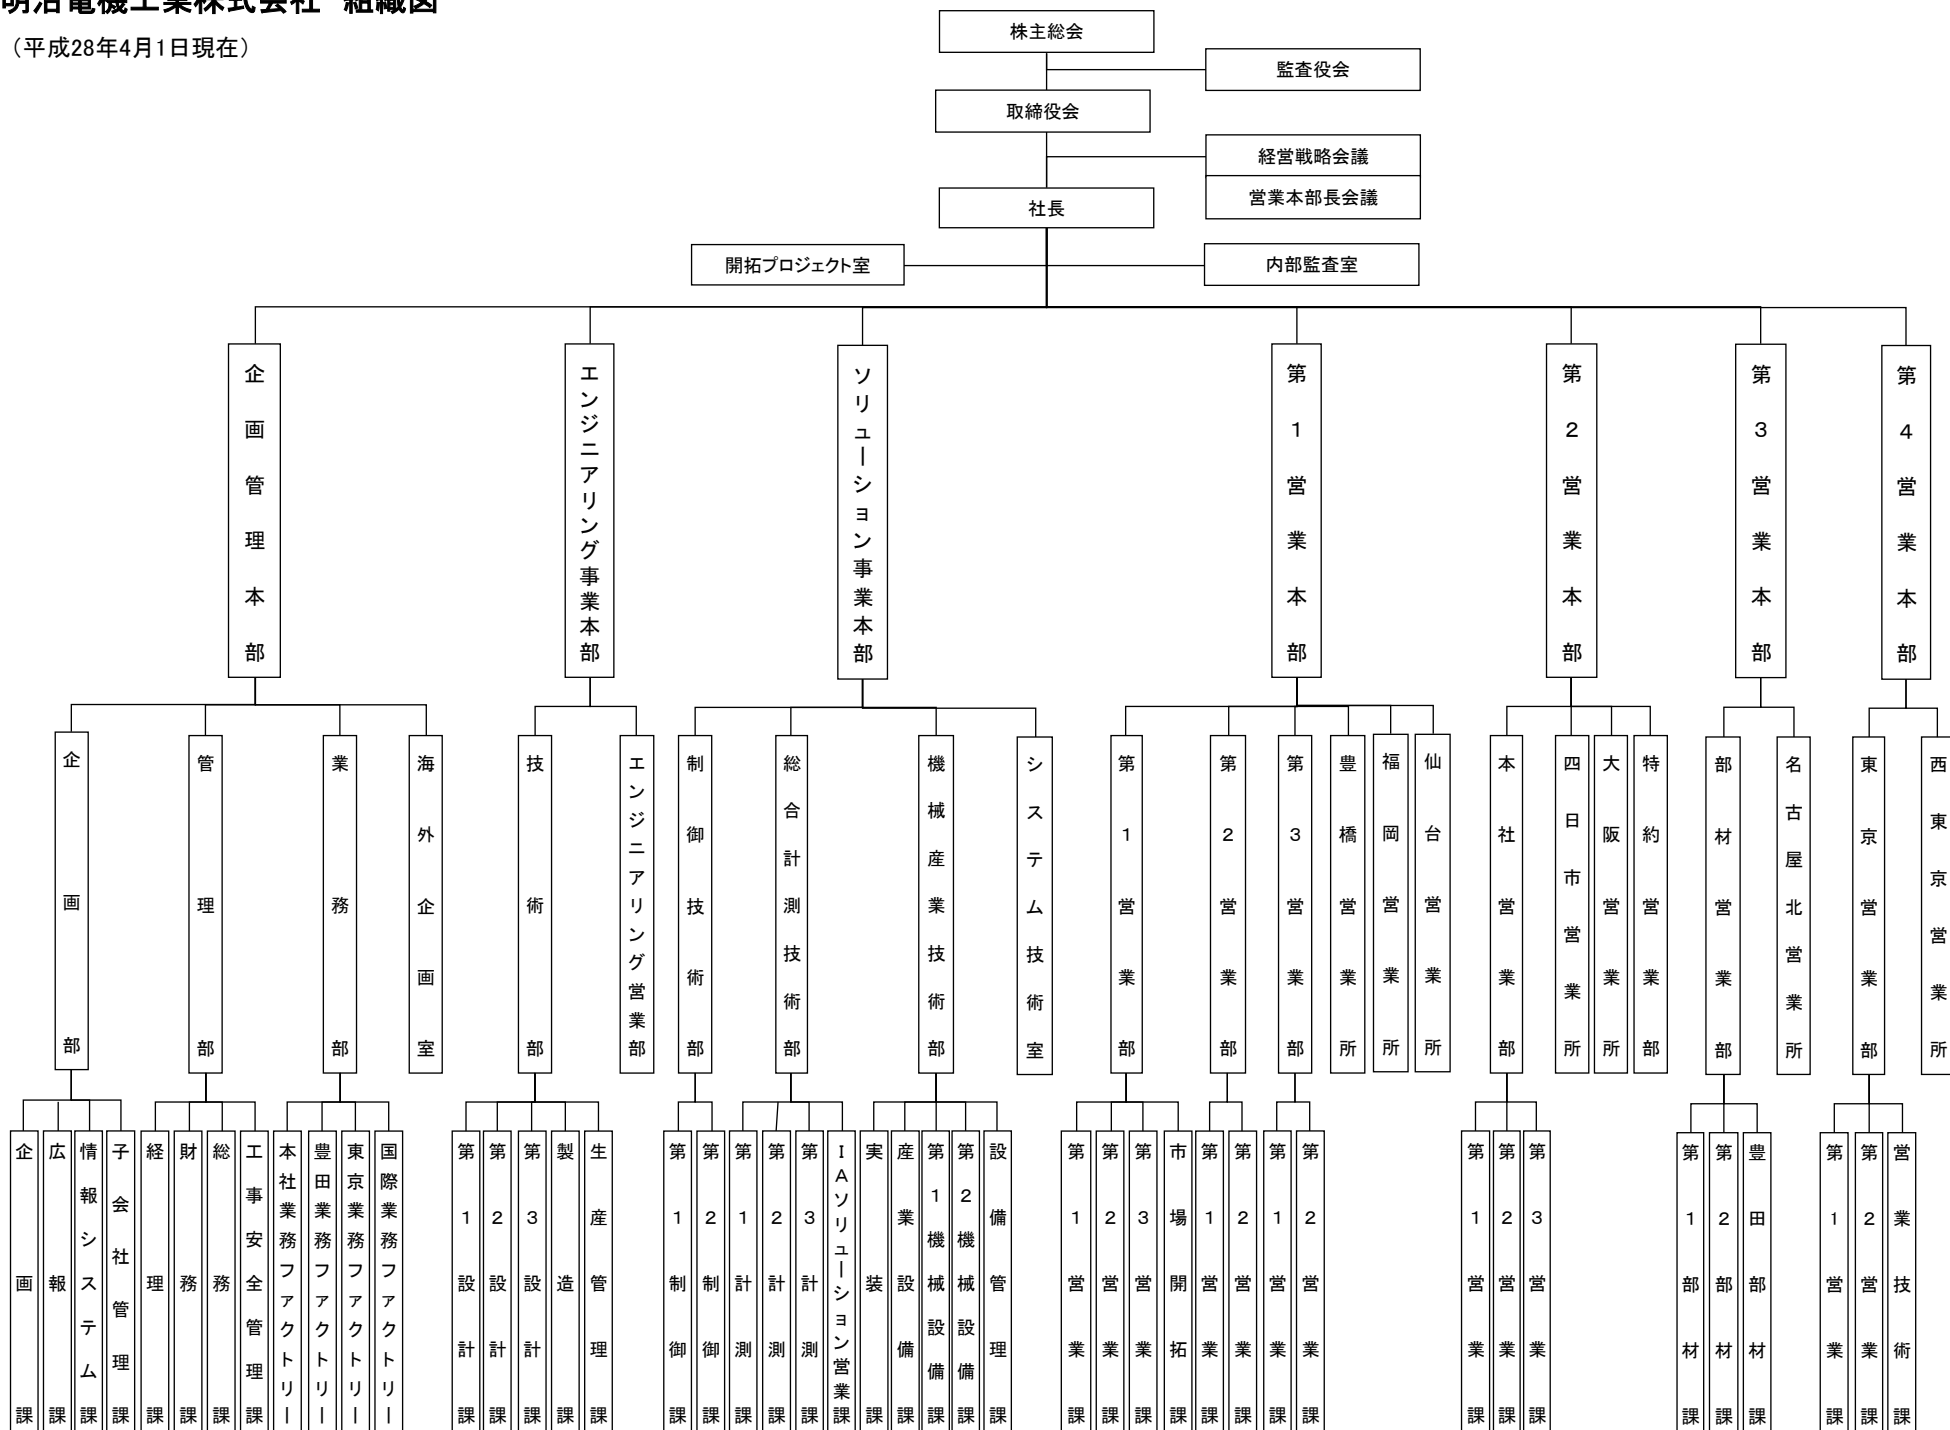 明治電機工業株式会社 組織図
（平成28年4月1日現在）
株主総会
監査役会
取締役会
経営戦略会議
営業本部長会議
社長
開拓プロジェクト室
内部監査室
企画管理本部
エンジニアリング事業本部
ソリューション事業本部
第1営業本部
第2営業本部
第3営業本部
第4営業本部
企画部
管理部
業務部
海外企画室
技術部
エンジニアリング営業部
制御技術部
総合計測技術部
機械産業技術部
システム技術室
第1営業部
第2営業部
第3営業部
豊橋営業所
福岡営業所
仙台営業所
本社営業部
四日市営業所
大阪営業所
特約営業部
部材営業部
名古屋北営業所
東京営業部
西東京営業所
企画課
広報課
情報システム課
子会社管理課
経理課
財務課
総務課
工事安全管理課
本社業務ファクトリー
豊田業務ファクトリー
東京業務ファクトリー
国際業務ファクトリー
第1設計課
第2設計課
第3設計課
製造課
生産管理課
第1制御課
第2制御課
第1計測課
第2計測課
第3計測課
IAソリューション営業課
実装課
産業設備課
第1機械設備課
第2機械設備課
設備管理課
第1営業課
第2営業課
第3営業課
市場開拓課
第1営業課
第2営業課
第1営業課
第2営業課
第1営業課
第2営業課
第3営業課
第1部材課
第2部材課
豊田部材課
第1営業課
第2営業課
営業技術課